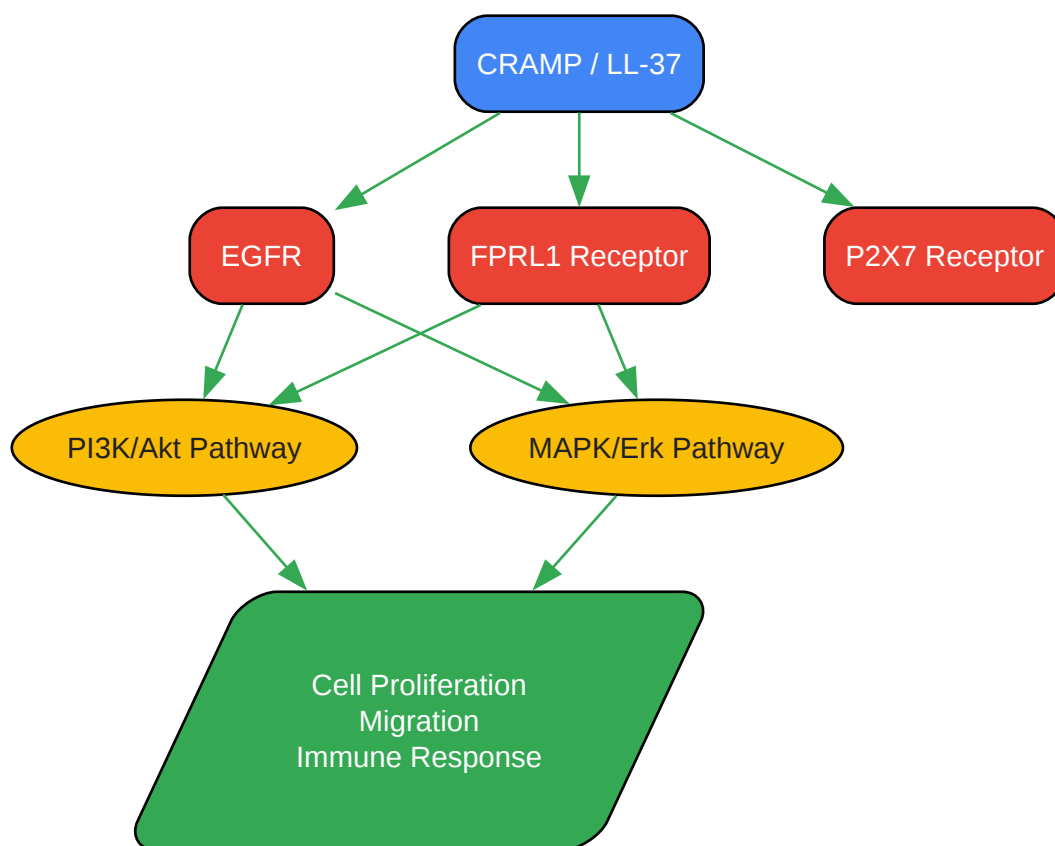 CRAMP / LL-37
EGFR
FPRL1 Receptor
P2X7 Receptor
PI3K/Akt Pathway
MAPK/Erk Pathway
Cell Proliferation
Migration
Immune Response